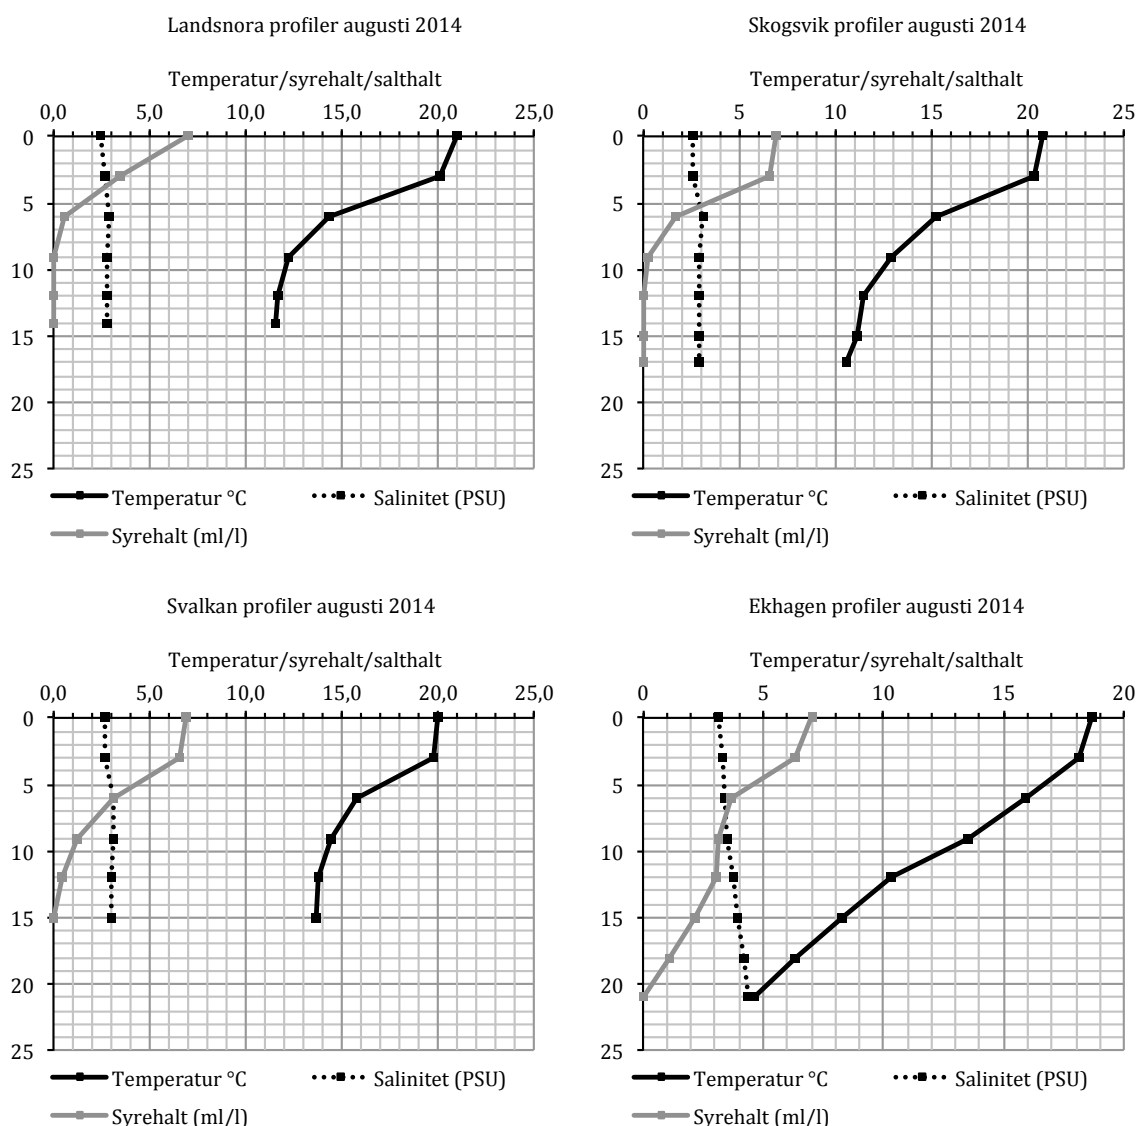 Landsnora profiler augusti 2014
Temperatur/syrehalt/salthalt
0,0 5,0 10,0 15,0 20,0 25,0
0
5
10
15
20
25
Temperatur °C Salinitet (PSU)
Syrehalt (ml/l)
Skogsvik profiler augusti 2014
Temperatur/syrehalt/salthalt
0 5 10 15 20 25
0
5
10
15
20
25
Temperatur °C Salinitet (PSU)
Syrehalt (ml/l)
Svalkan profiler augusti 2014
Temperatur/syrehalt/salthalt
0,0 5,0 10,0 15,0 20,0 25,0
0
5
10
15
20
25
Temperatur °C Salinitet (PSU)
Syrehalt (ml/l)
Ekhagen profiler augusti 2014
Temperatur/syrehalt/salthalt
0 5 10 15 20
0
5
10
15
20
25
Temperatur °C Salinitet (PSU)
Syrehalt (ml/l)